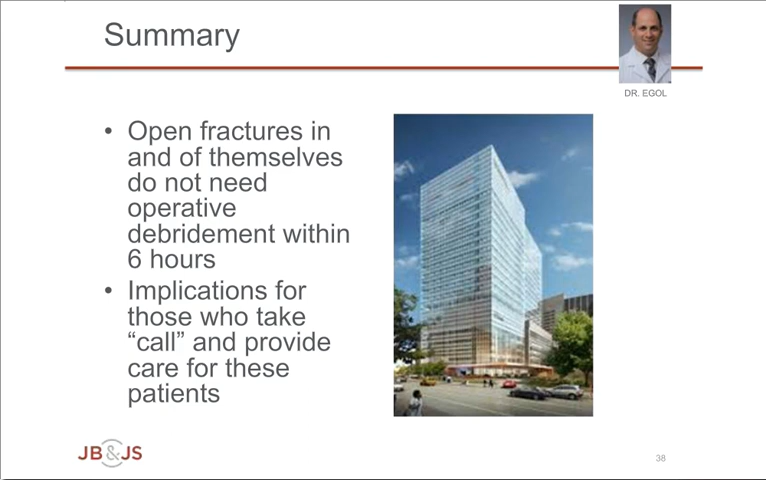 Summary
DR. EGOL
• Open fractures in
and of themselves
do not need
operative
debridement within
6 hours
• Implications for
those who take
“call” and provide
care for these
patients
JB&JS
38